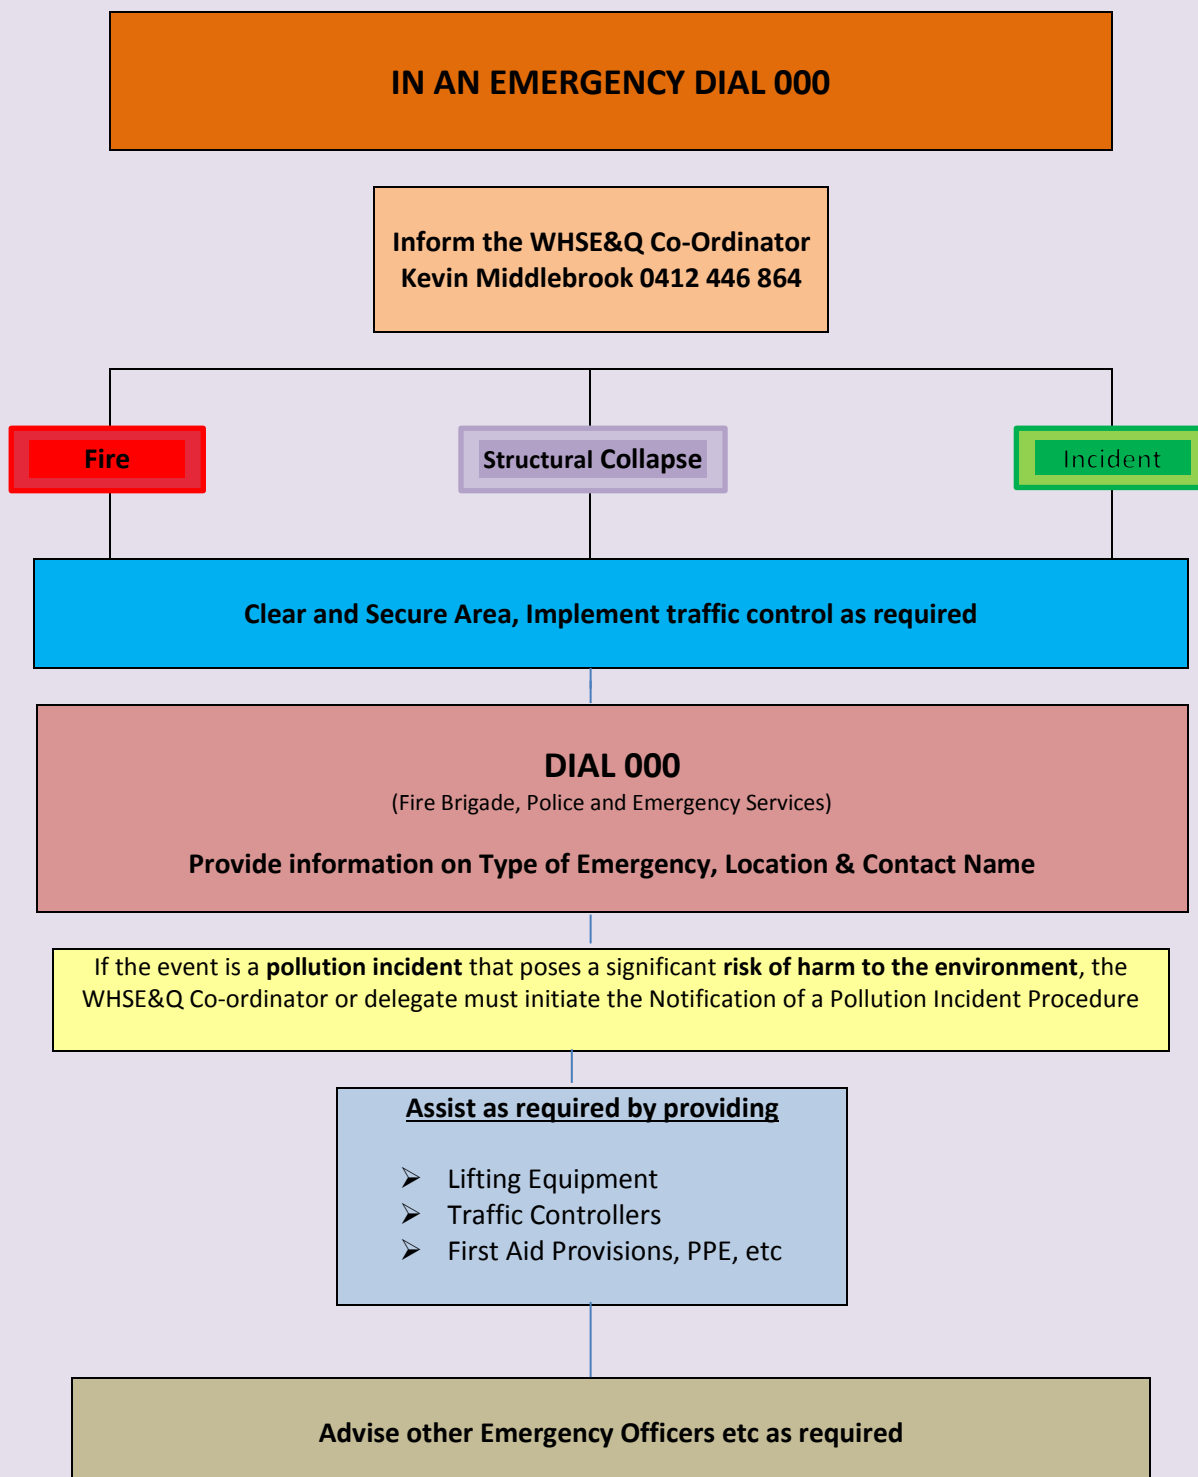 IN AN EMERGENCY DIAL 000
Inform the WHSE&Q Co-Ordinator
Kevin Middlebrook 0412 446 864
Fire
Structural Collapse
Incident
Clear and Secure Area, Implement traffic control as required
DIAL 000
(Fire Brigade, Police and Emergency Services)
Provide information on Type of Emergency, Location & Contact Name
If the event is a pollution incident that poses a significant risk of harm to the environment, the
WHSE&Q Co-ordinator or delegate must initiate the Notification of a Pollution Incident Procedure
Assist as required by providing
➢ Lifting Equipment
➢ Traffic Controllers
➢ First Aid Provisions, PPE, etc
Advise other Emergency Officers etc as required